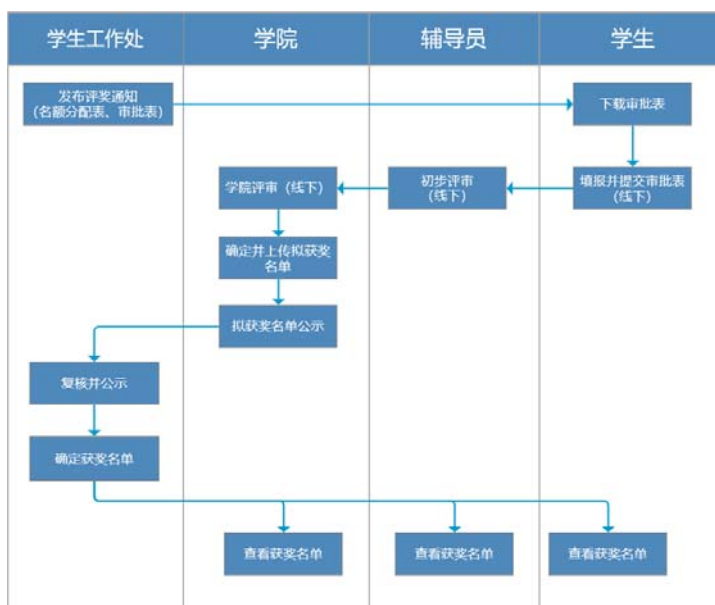 学生工作处
学院
辅导员
学生
发布评奖通知
(名额分配表、审批表)
下载审批表
学院评审(线下)
初步评审
(线下)
填报并提交审批表
(线下)
确定并上传拟获奖
名单
拟获奖名单公示
复核并公示
确定获奖名单
查看获奖名单
查看获奖名单
查看获奖名单